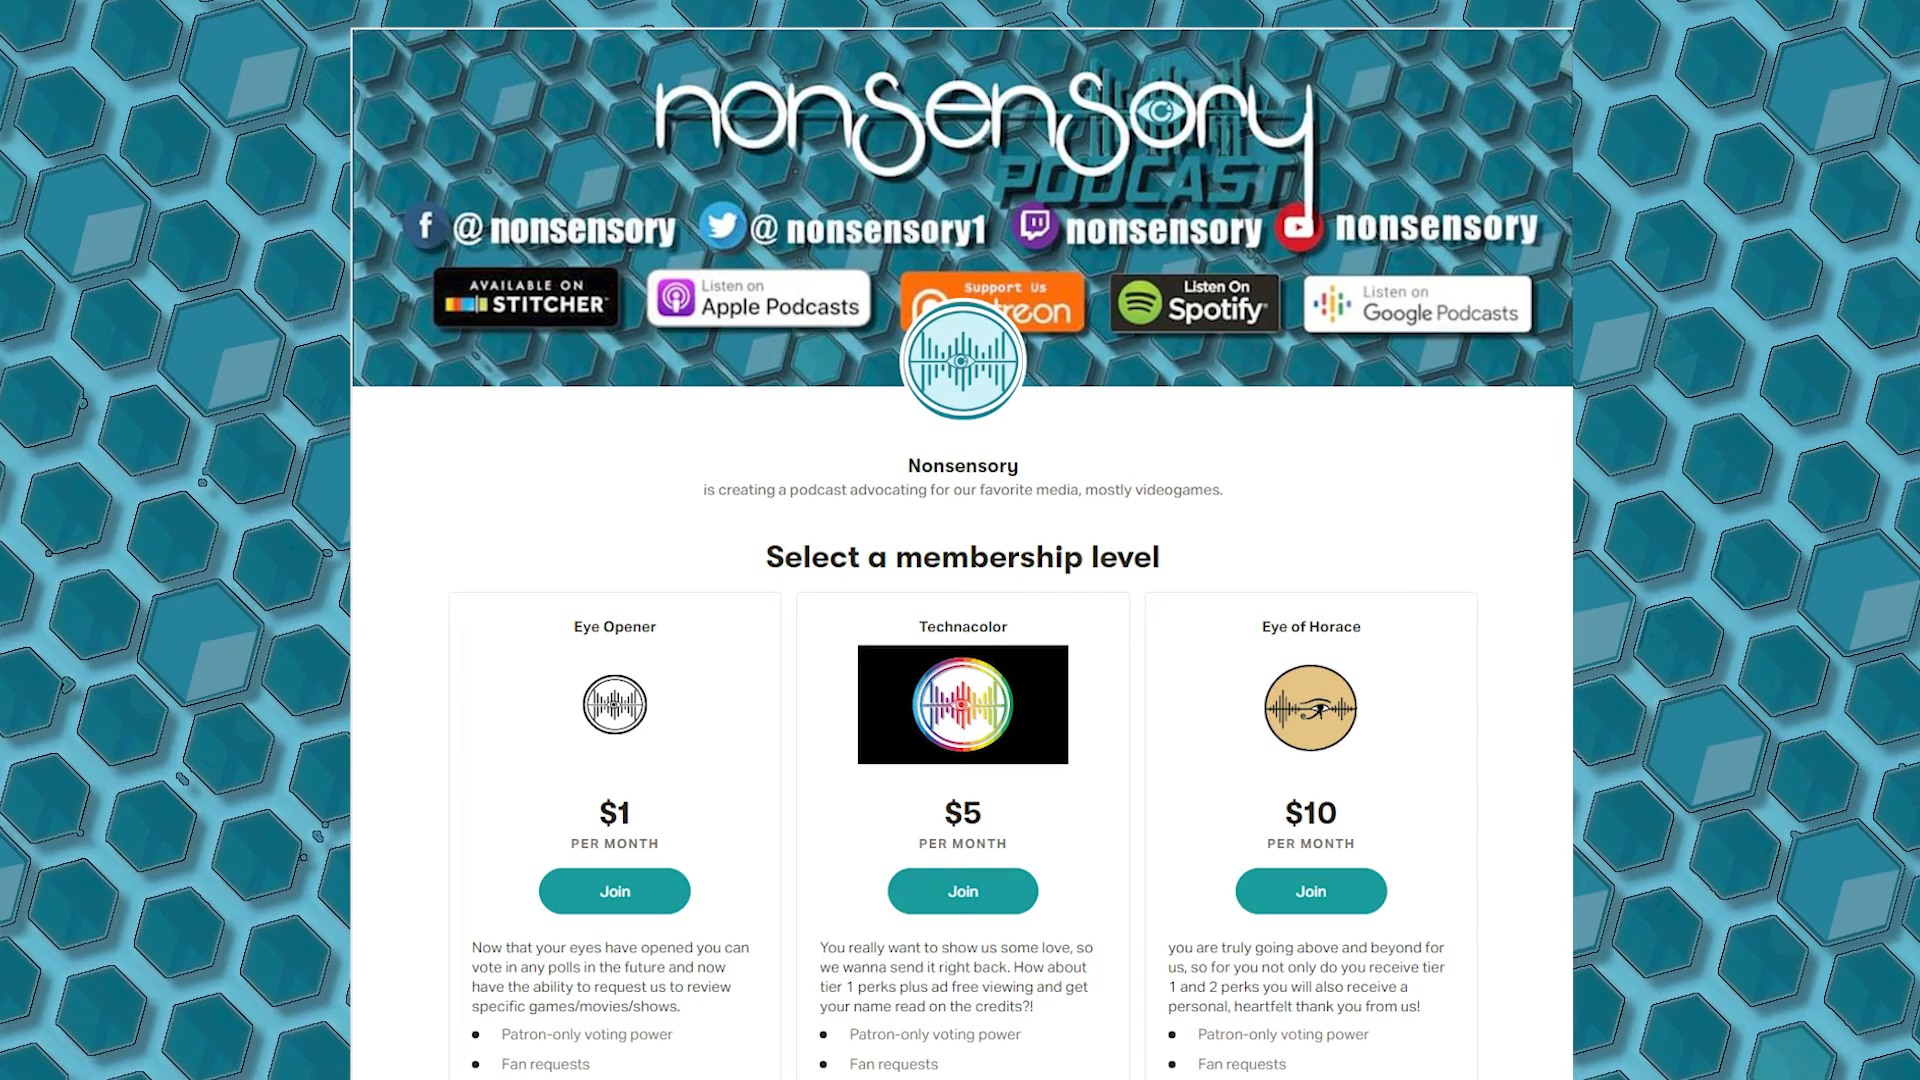 nonsensory
PODCAST
f @ nonsensory @ nonsensory1 nonsensory nonsensory
AVAILABLE ON
STITCHER
Listen on
Apple Podcasts
Support Us
Listen On
Spotify
Listen on
Google Podcasts
Nonsensory
is creating a podcast advocating for our favorite media, mostly videogames.
Select a membership level
Eye Opener
$1
PER MONTH
Join
Now that your eyes have opened you can
vote in any polls in the future and now
have the ability to request us to review
specific games/movies/shows.
• Patron-only voting power
• Fan requests
Technacolor
$5
PER MONTH
Join
You really want to show us some love, so
we wanna send it right back. How about
tier 1 perks plus ad free viewing and get
your name read on the credits?!
• Patron-only voting power
• Fan requests
Eye of Horace
$10
PER MONTH
Join
you are truly going above and beyond for
us, so for you not only do you receive tier
1 and 2 perks you will also receive a
personal, heartfelt thank you from us!
• Patron-only voting power
• Fan requests